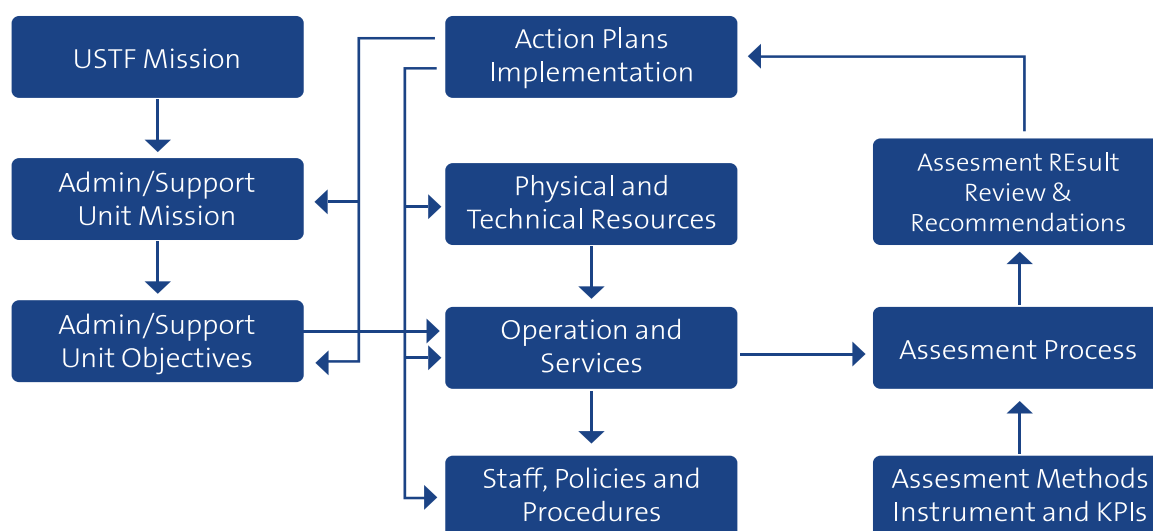 USTF Mission
Action Plans
Implementation
Admin/Support
Unit Mission
Physical and
Technical Resources
Assesment REsult
Review &
Recommendations
Admin/Support
Unit Objectives
Operation and
Services
Assesment Process
Staff, Policies and
Procedures
Assesment Methods
Instrument and KPIs